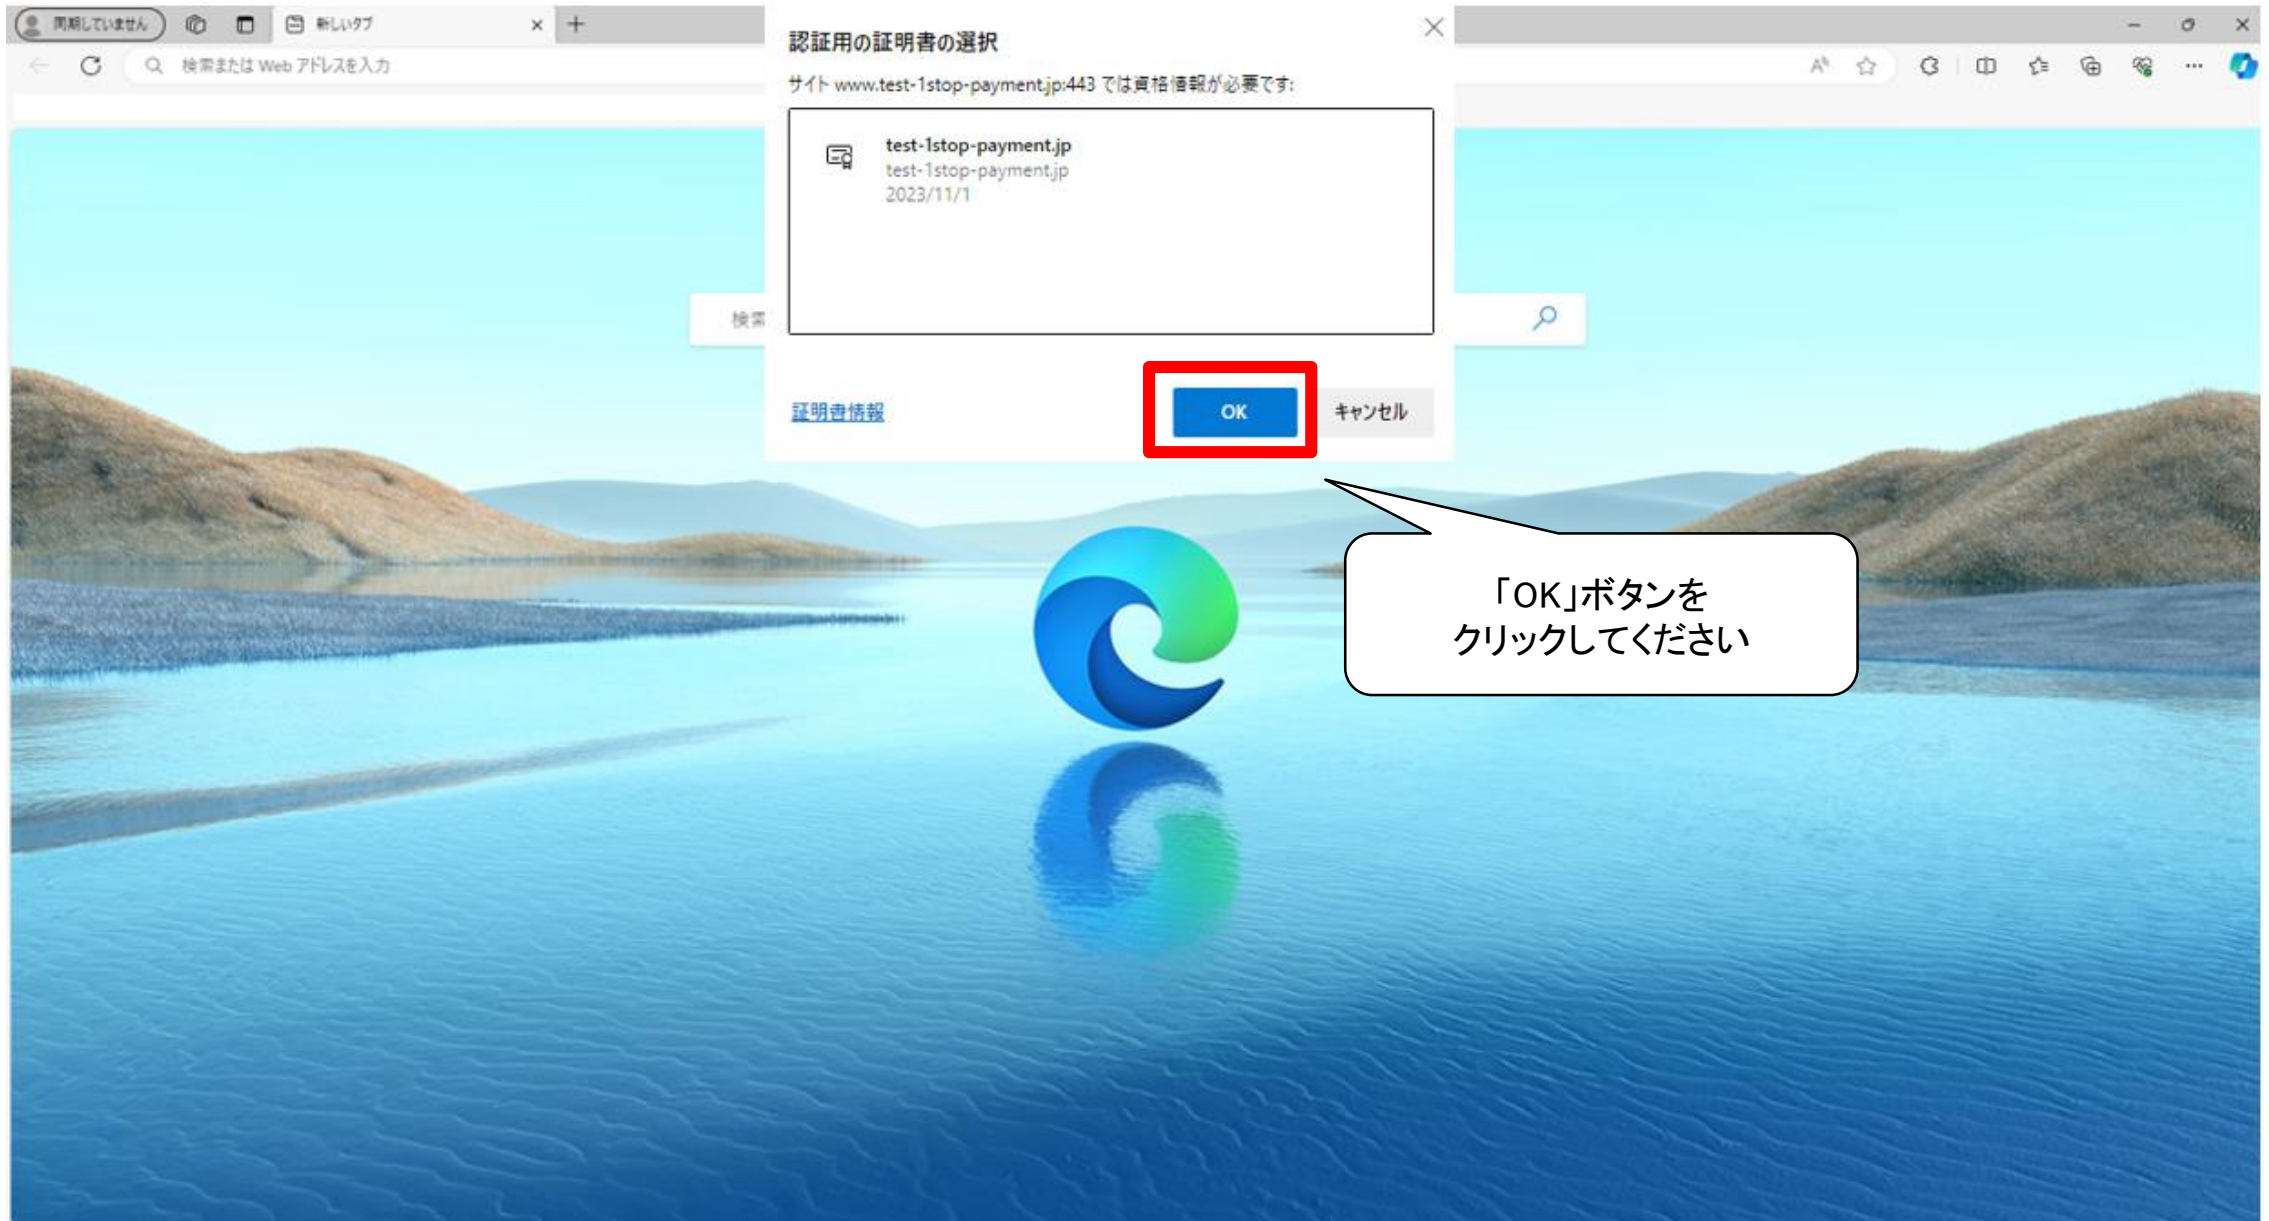 同期していません
新しいタブ
検索または Web アドレスを入力
認証用の証明書の選択
サイト www.test-1stop-payment.jp:443 では資格情報が必要です:
test-1stop-payment.jp
test-1stop-payment.jp
2023/11/1
検索
証明書情報
OK
キャンセル
「OK」ボタンを
クリックしてください